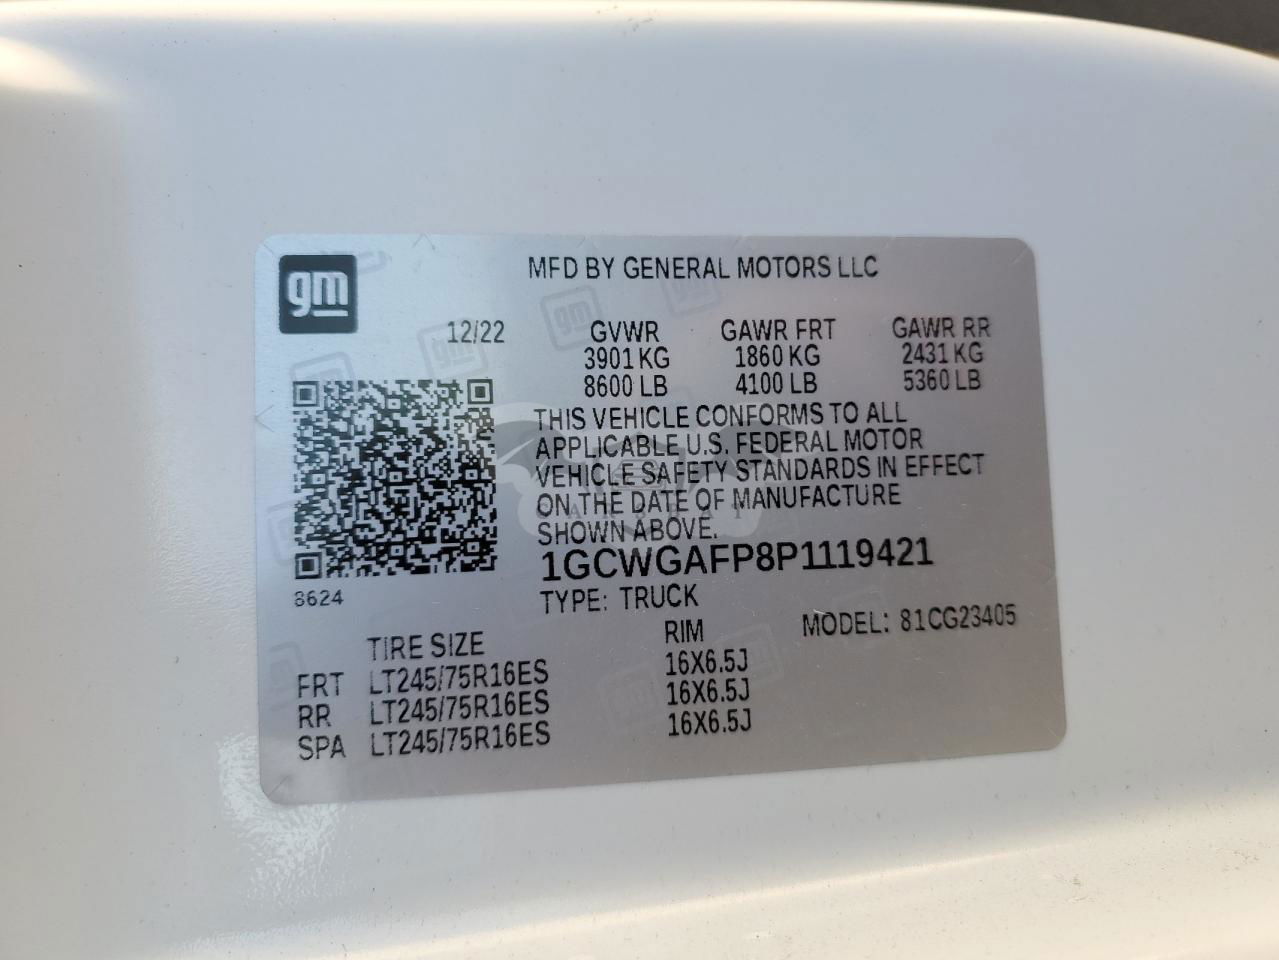 gm
MFD BY GENERAL MOTORS LLC
12/22 GVWR GAWR FRT GAWR RR
3901 KG 1860 KG 2431 KG
8600 LB 4100 LB 5360 LB
THIS VEHICLE CONFORMS TO ALL
APPLICABLE U.S. FEDERAL MOTOR
VEHICLE SAFETY STANDARDS IN EFFECT
ON THE DATE OF MANUFACTURE
SHOWN ABOVE.
1GCWGAFP8P1119421
8624
TYPE: TRUCK
MODEL: 81CG23405
TIRE SIZE RIM
FRT LT245/75R16ES 16X6.5J
RR LT245/75R16ES 16X6.5J
SPA LT245/75R16ES 16X6.5J